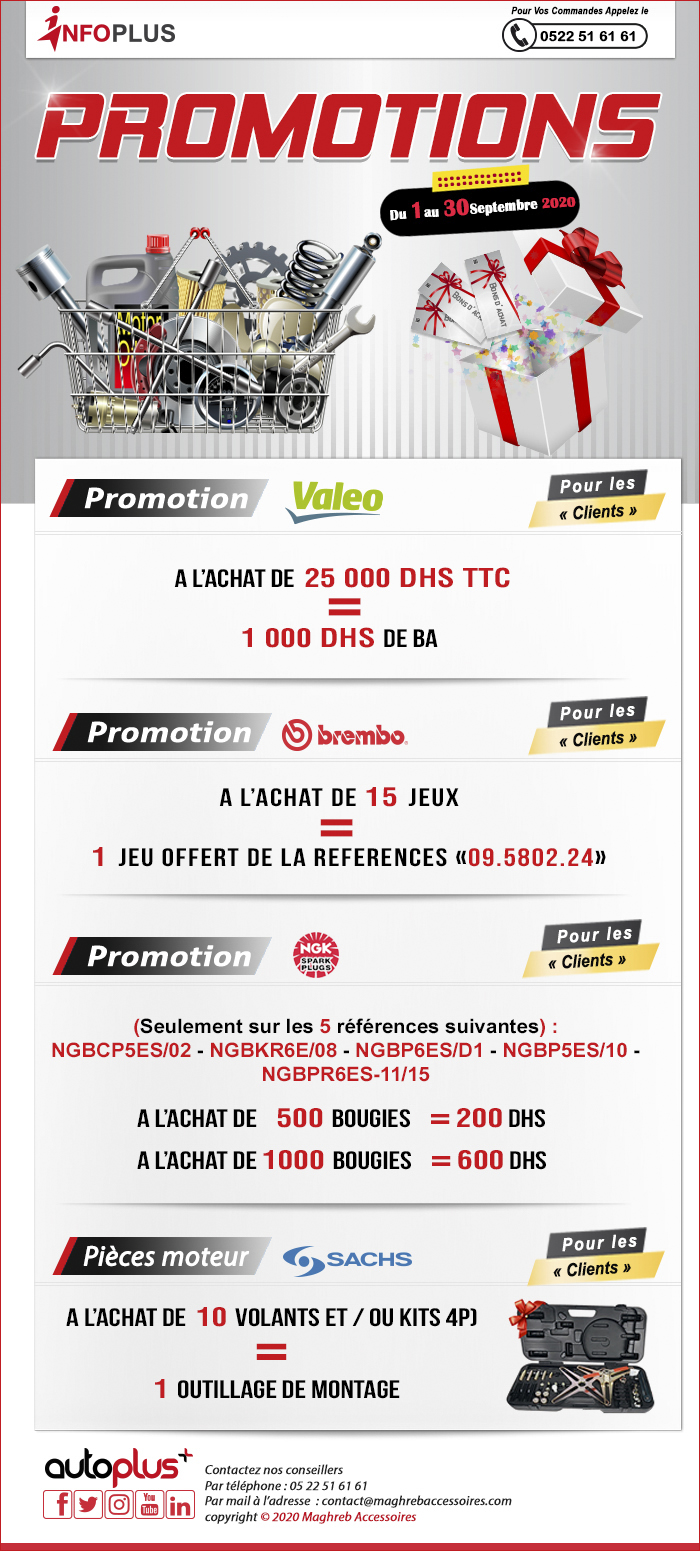 INFOPLUS
Pour Vos Commandes Appelez le
0522 51 61 61
PROMOTIONS
Du 1 au 30 Septembre 2020
BONS D'ACHAT
Motor
Promotion Valeo
Pour les
« Clients »
A L'ACHAT DE 25 000 DHS TTC
=
1 000 DHS DE BA
Promotion brembo
Pour les
« Clients »
A L'ACHAT DE 15 JEUX
=
1 JEU OFFERT DE LA REFERENCES «09.5802.24»
Promotion NGK
SPARK
PLUGS
Pour les
« Clients »
(Seulement sur les 5 références suivantes) :
NGBCP5ES/02 - NGBKR6E/08 - NGBP6ES/D1 - NGBP5ES/10 -
NGBPR6ES-11/15
A L'ACHAT DE 500 BOUGIES = 200 DHS
A L'ACHAT DE 1000 BOUGIES = 600 DHS
Pièces moteur SACHS
Pour les
« Clients »
A L'ACHAT DE 10 VOLANTS ET / OU KITS 4P)
=
1 OUTILLAGE DE MONTAGE
autoplus+
You
Tube
Contactez nos conseillers
Par téléphone : 05 22 51 61 61
Par mail à l'adresse : contact@maghrebaccessoires.com
copyright © 2020 Maghreb Accessoires